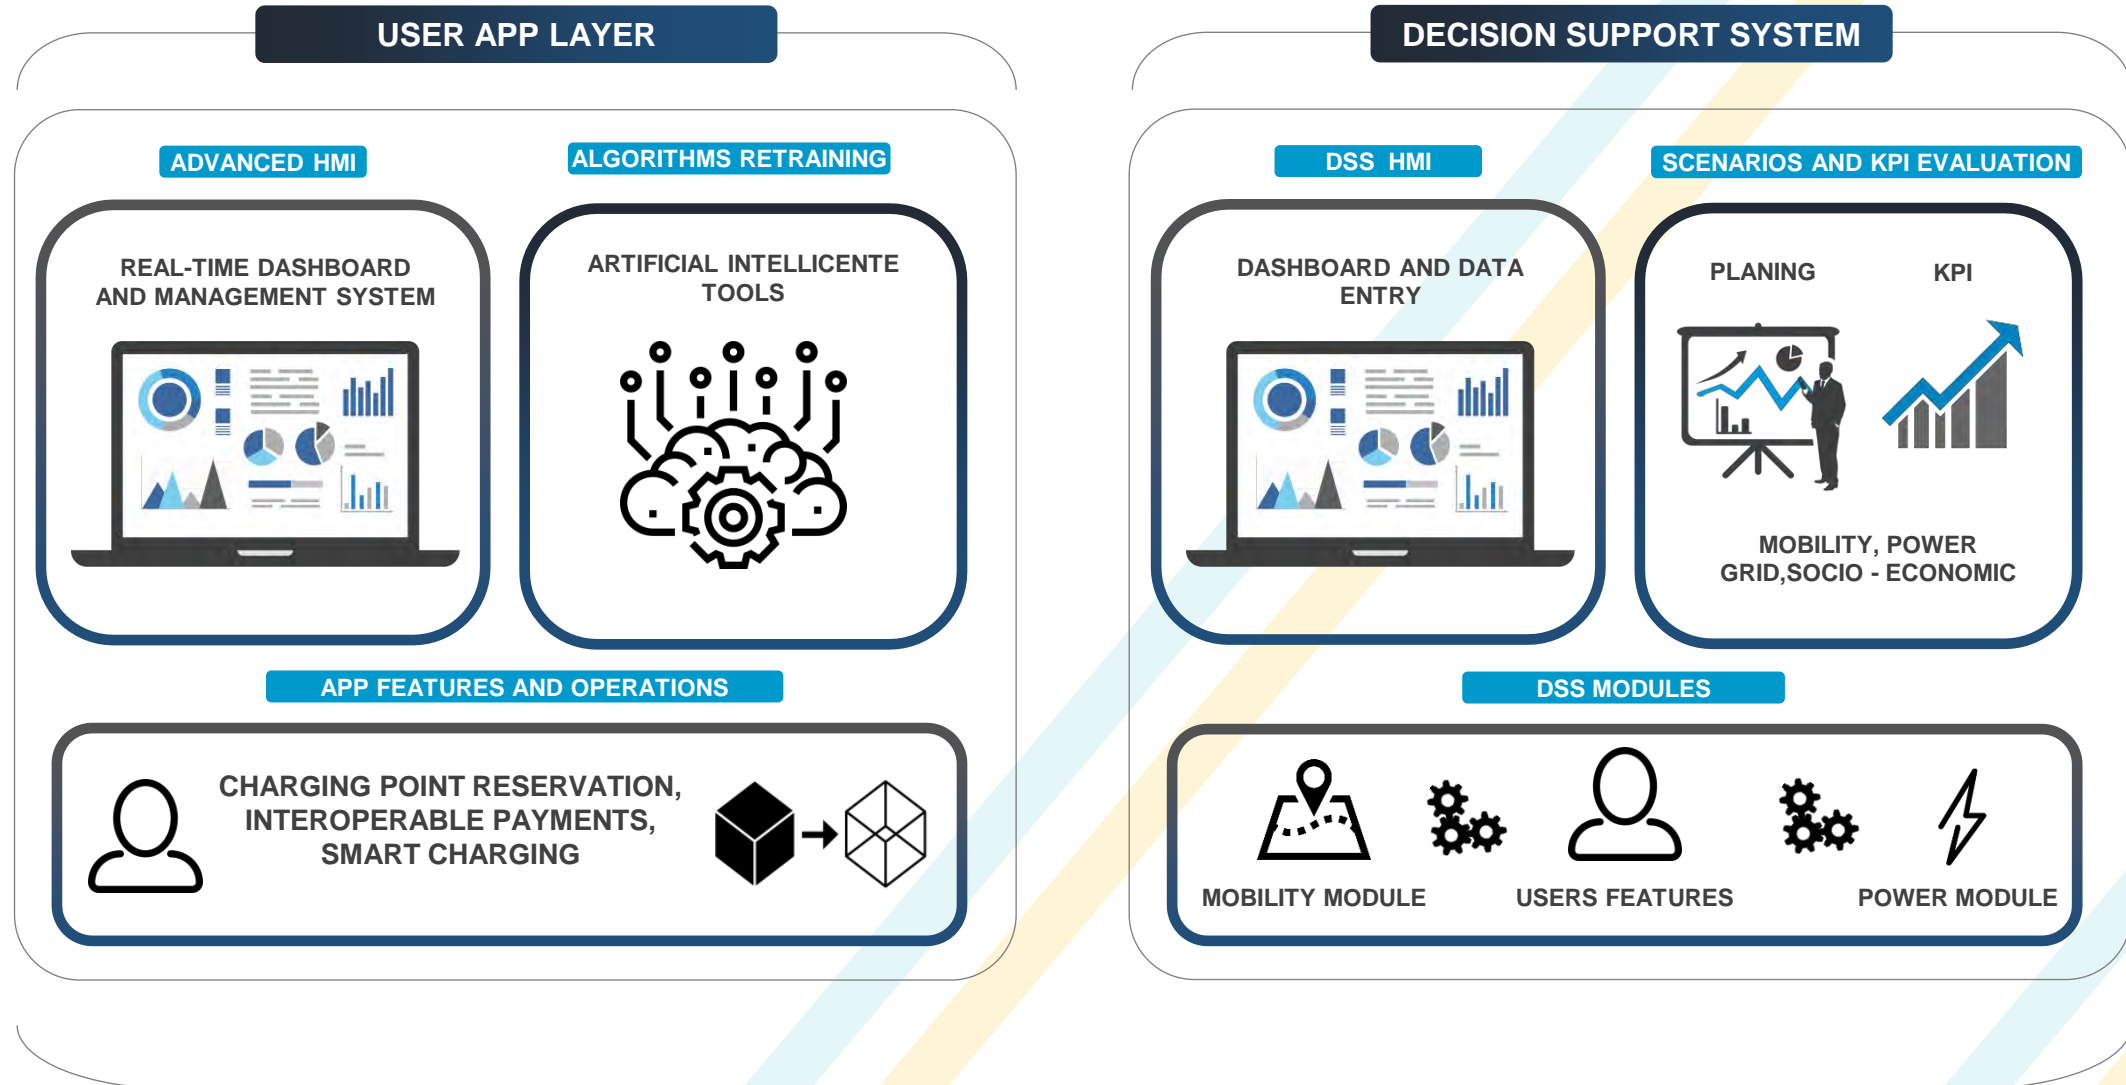 USER APP LAYER
ADVANCED HMI
ALGORITHMS RETRAINING
REAL-TIME DASHBOARD
AND MANAGEMENT SYSTEM
ARTIFICIAL INTELLICENTE
TOOLS
APP FEATURES AND OPERATIONS
CHARGING POINT RESERVATION,
INTEROPERABLE PAYMENTS,
SMART CHARGING
DECISION SUPPORT SYSTEM
DSS HMI
SCENARIOS AND KPI EVALUATION
DASHBOARD AND DATA
ENTRY
PLANING
KPI
MOBILITY, POWER
GRID,SOCIO - ECONOMIC
DSS MODULES
MOBILITY MODULE
USERS FEATURES
POWER MODULE